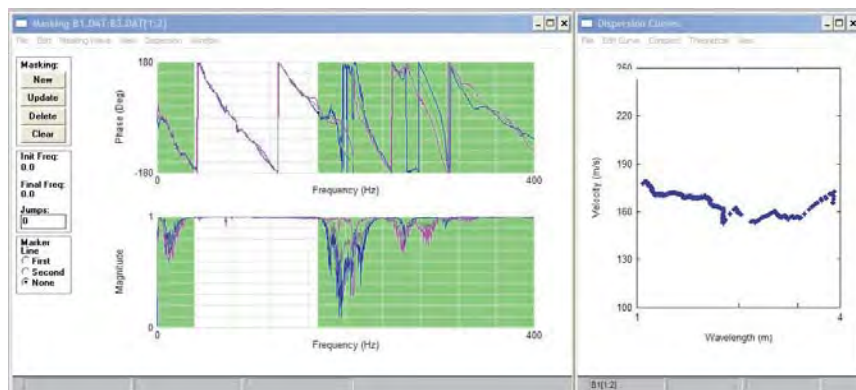 Masking B1.DAT:B3.DAT[1:2]
File Edit Masking Value View Dispersion Window
Masking:
New
Update
Delete
Clear
Init Freq:
0.0
Final Freq:
0.0
Jumps:
0
Marker
Line
First
Second
None
180
Phase (Deg)
-180
0
400
Frequency (Hz)
1
Magnitude
0
0
400
Frequency (Hz)
Dispersion Curves
File Edit Curve Compact Theoretical View
250
220
190
Velocity (m/s)
160
130
100
1
4
Wavelength (m)
B1[1:2]